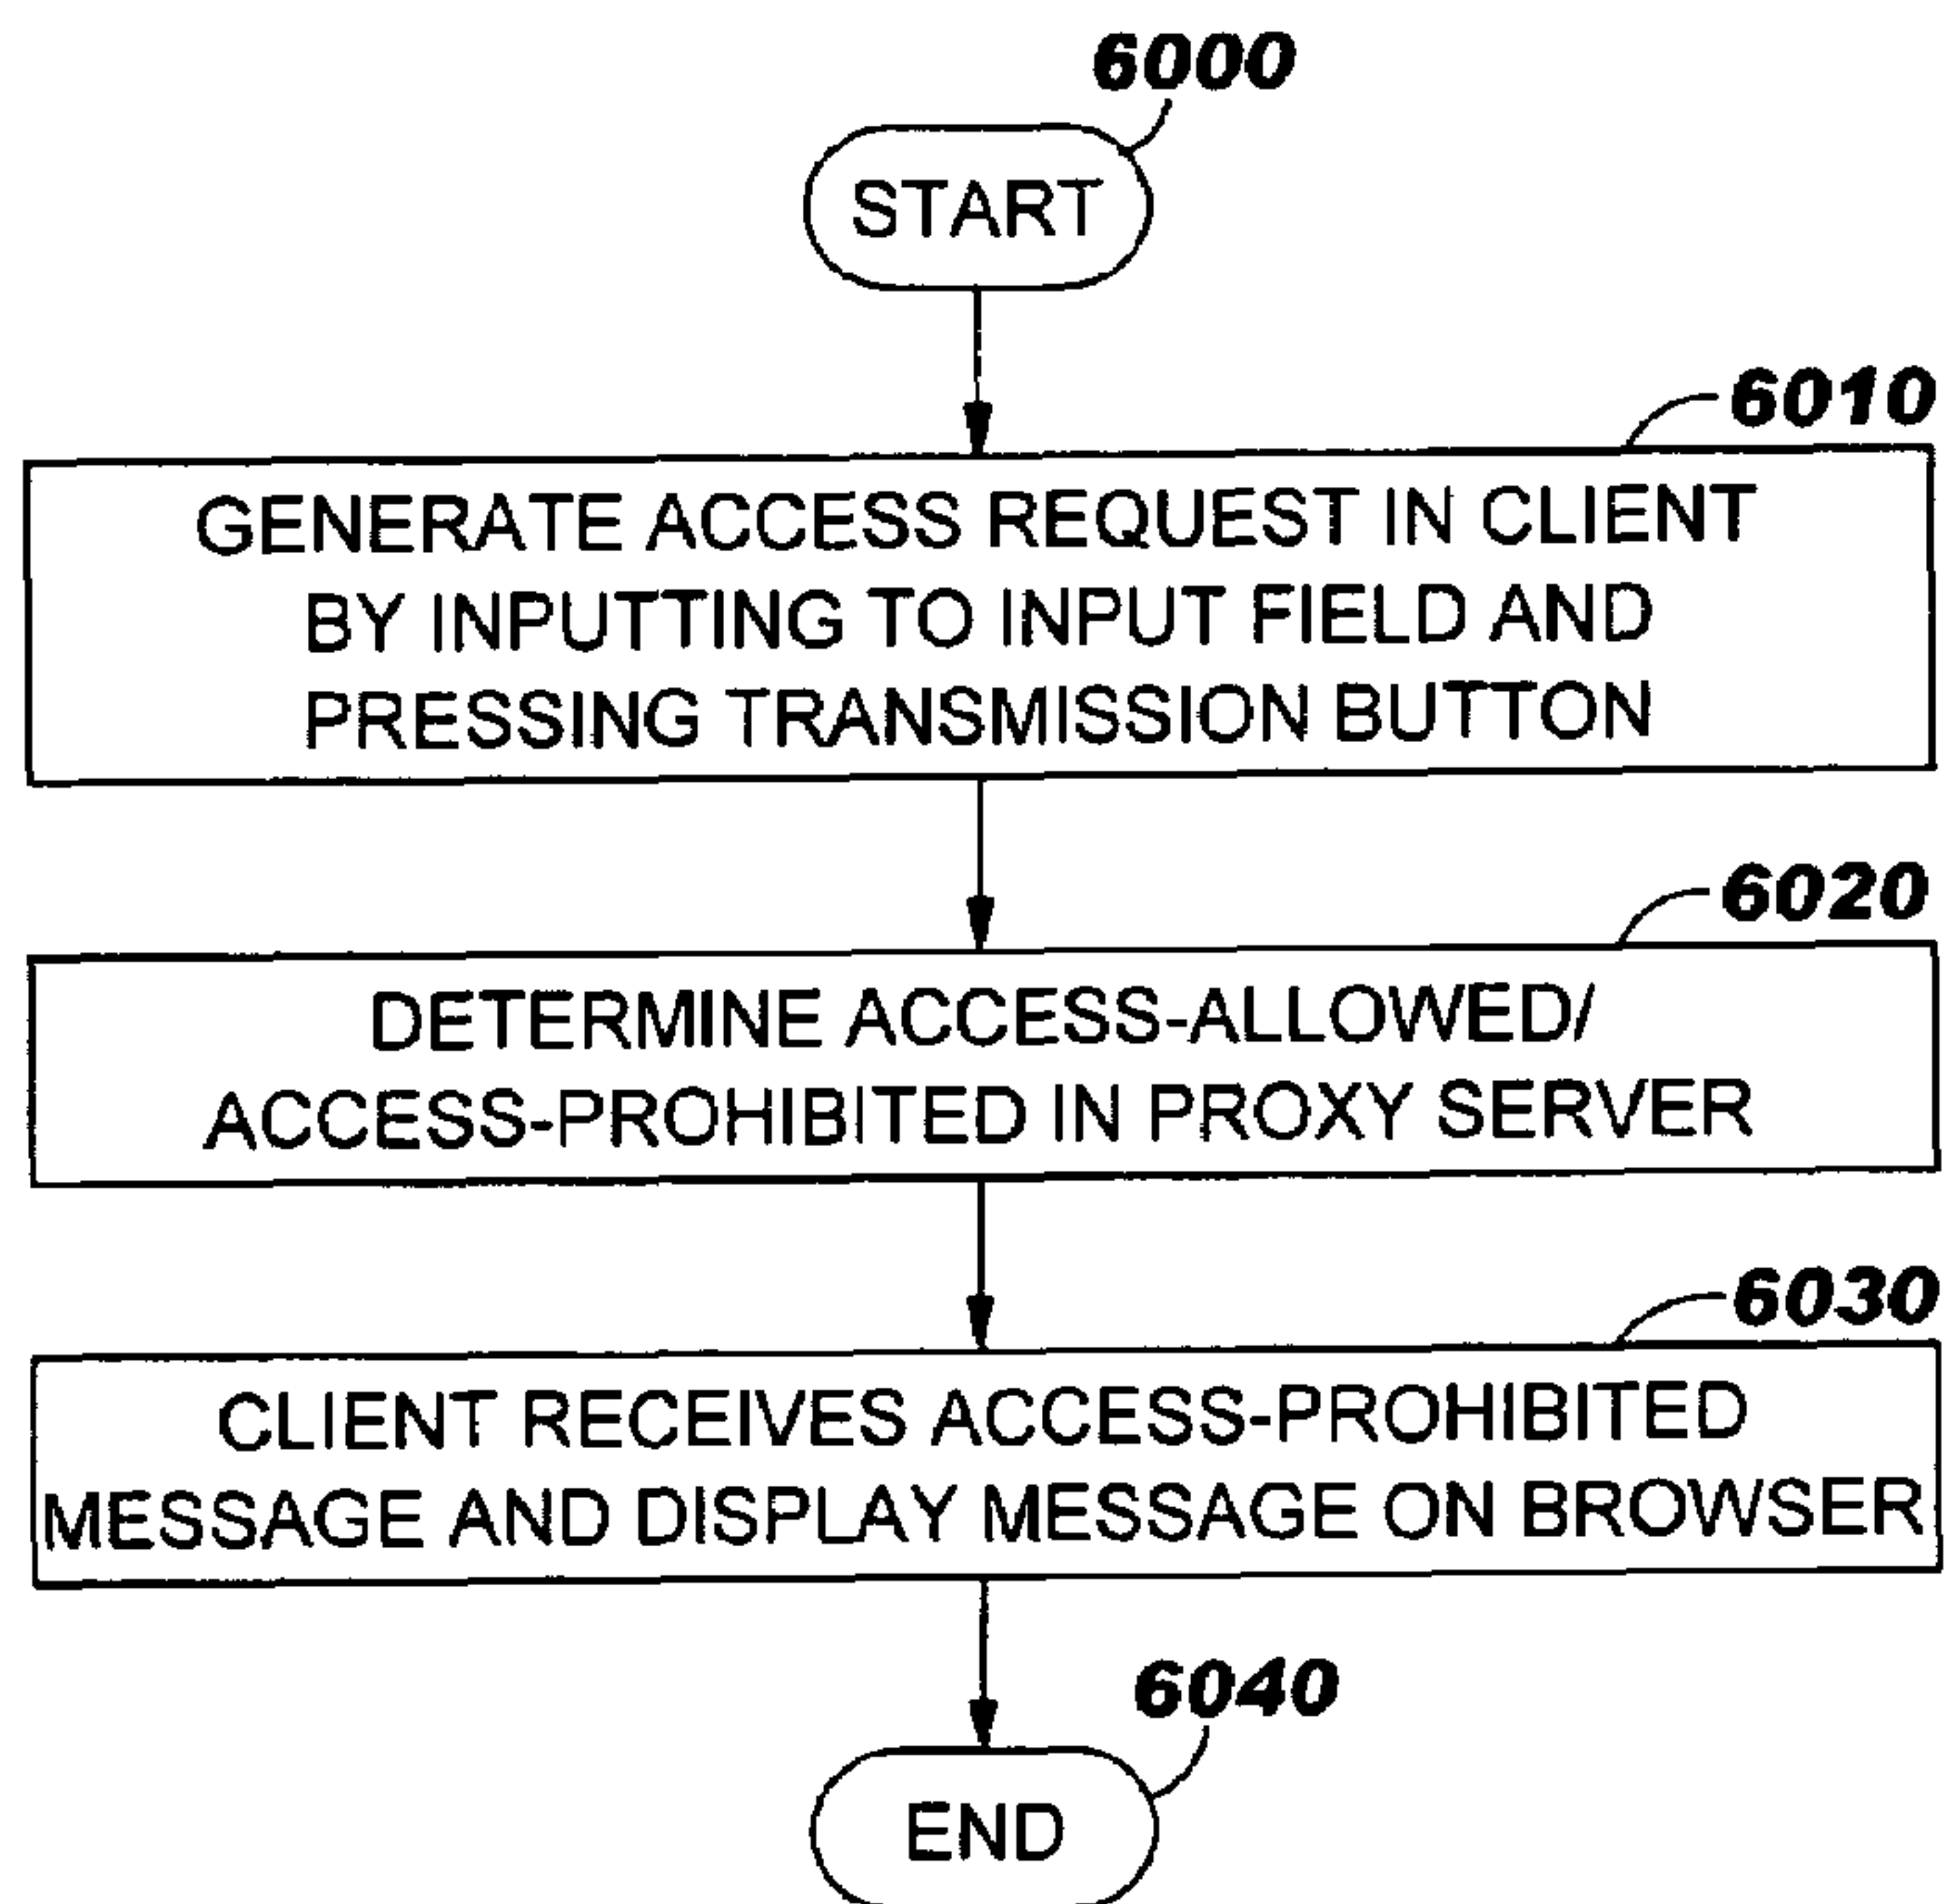 6000
START
6010
GENERATE ACCESS REQUEST IN CLIENT
BY INPUTTING TO INPUT FIELD AND
PRESSING TRANSMISSION BUTTON
6020
DETERMINE ACCESS-ALLOWED/
ACCESS-PROHIBITED IN PROXY SERVER
6030
CLIENT RECEIVES ACCESS-PROHIBITED
MESSAGE AND DISPLAY MESSAGE ON BROWSER
6040
END